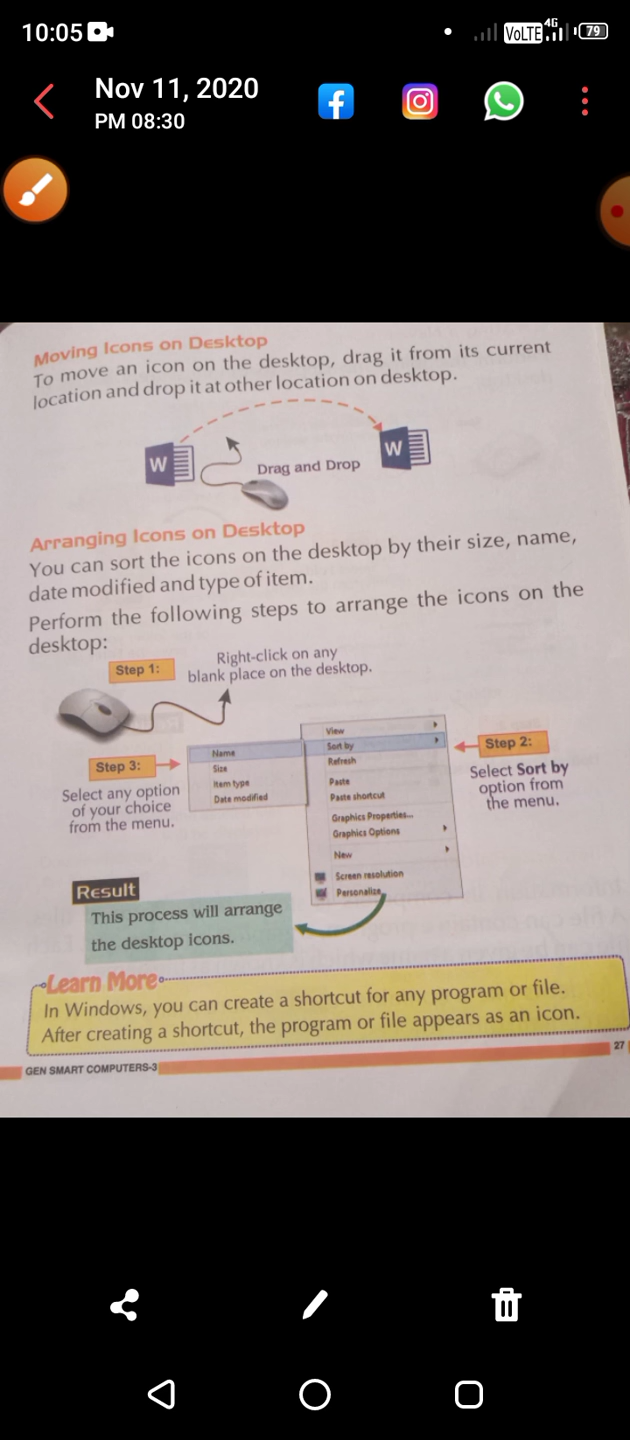 10:05
VoLTE 4G 79
Nov 11, 2020
PM 08:30
Moving Icons on Desktop
To move an icon on the desktop, drag it from its current
location and drop it at other location on desktop.
W
W
Drag and Drop
Arranging Icons on Desktop
You can sort the icons on the desktop by their size, name,
date modified and type of item.
Perform the following steps to arrange the icons on the
desktop:
Step 1:
Right-click on any
blank place on the desktop.
Step 3:
Select any option
of your choice
from the menu.
Name
Size
Item type
Date modified
View
Sort by
Refresh
Paste
Paste shortcut
Graphics Properties...
Graphics Options
New
Screen resolution
Personalize
Step 2:
Select Sort by
option from
the menu.
Result
This process will arrange
the desktop icons.
Learn More
In Windows, you can create a shortcut for any program or file.
After creating a shortcut, the program or file appears as an icon.
27
GEN SMART COMPUTERS-3